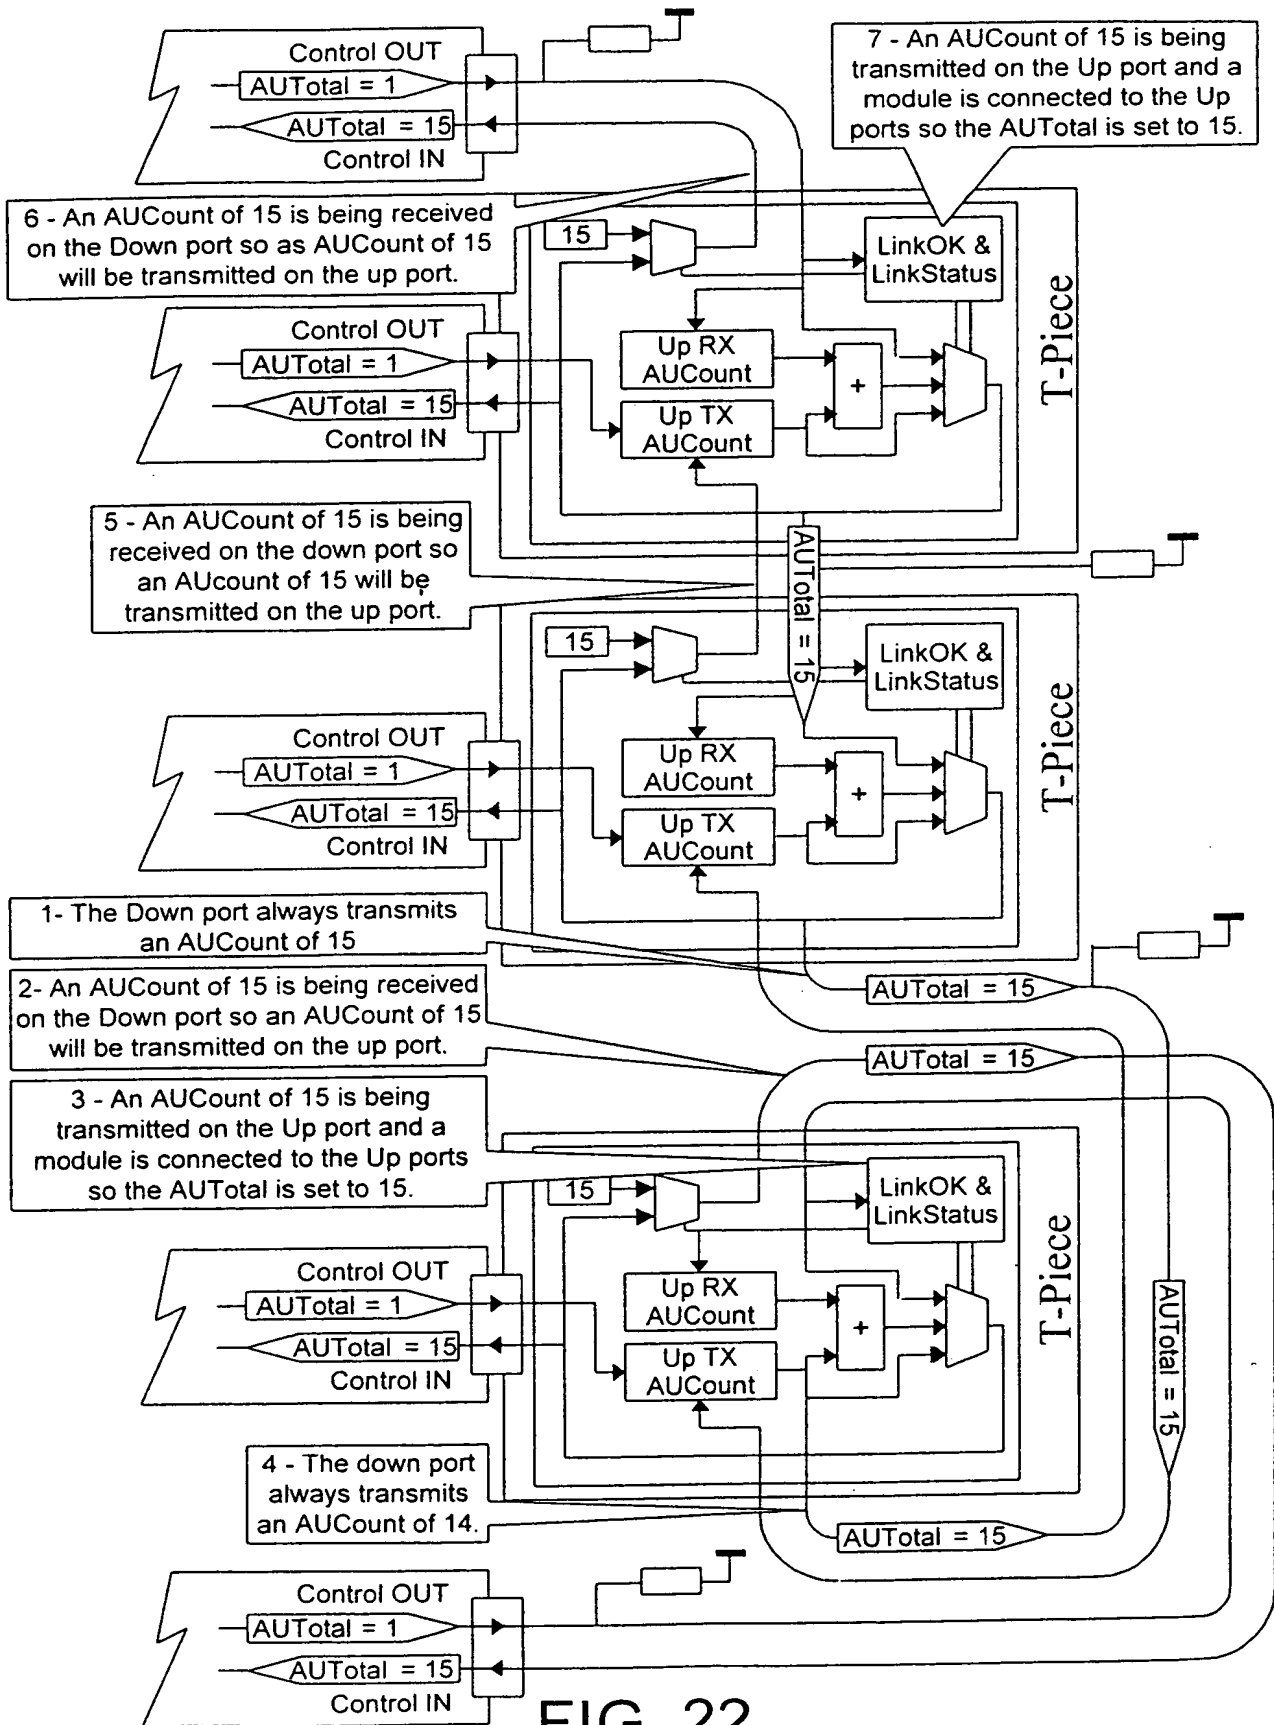 Control OUT
AUTotal = 1
AUTotal = 15
Control IN
7 - An AUCount of 15 is being
transmitted on the Up port and a
module is connected to the Up
ports so the AUTotal is set to 15.
6 - An AUCount of 15 is being received
on the Down port so as AUCount of 15
will be transmitted on the up port.
15
LinkOK &
LinkStatus
T-Piece
Control OUT
AUTotal = 1
AUTotal = 15
Control IN
Up RX
AUCount
+
Up TX
AUCount
5 - An AUCount of 15 is being
received on the down port so
an AUcount of 15 will be
transmitted on the up port.
AUTotal = 15
15
LinkOK &
LinkStatus
T-Piece
Control OUT
AUTotal = 1
AUTotal = 15
Control IN
Up RX
AUCount
+
Up TX
AUCount
1- The Down port always transmits
an AUCount of 15
AUTotal = 15
2- An AUCount of 15 is being received
on the Down port so an AUCount of 15
will be transmitted on the up port.
AUTotal = 15
3 - An AUCount of 15 is being
transmitted on the Up port and a
module is connected to the Up ports
so the AUTotal is set to 15.
15
LinkOK &
LinkStatus
T-Piece
Control OUT
AUTotal = 1
AUTotal = 15
Control IN
Up RX
AUCount
+
Up TX
AUCount
AUTotal = 15
4 - The down port
always transmits
an AUCount of 14.
AUTotal = 15
Control OUT
AUTotal = 1
AUTotal = 15
Control IN
FIG. 22